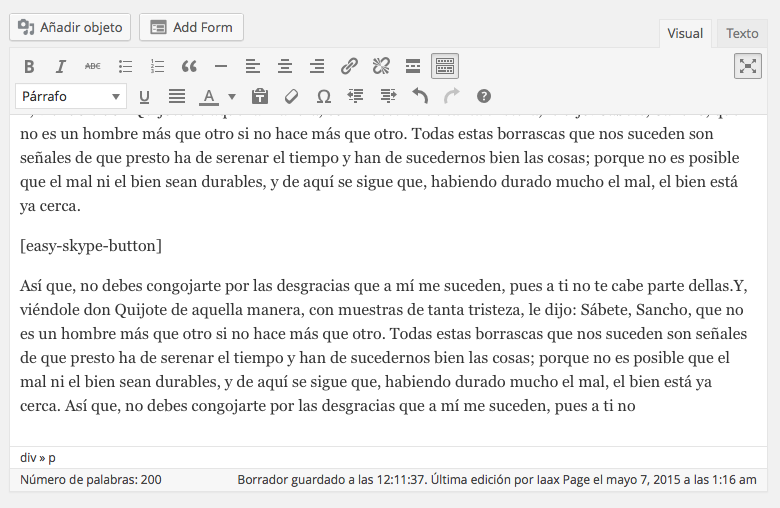 Añadir objeto
Add Form
Visual
Texto
B I ABC
Párrafo
U A Ω
no es un hombre más que otro si no hace más que otro. Todas estas borrascas que nos suceden son
señales de que presto ha de serenar el tiempo y han de sucedernos bien las cosas; porque no es posible
que el mal ni el bien sean durables, y de aquí se sigue que, habiendo durado mucho el mal, el bien está
ya cerca.
[easy-skype-button]
Así que, no debes congojarte por las desgracias que a mí me suceden, pues a ti no te cabe parte dellas.Y,
viéndole don Quijote de aquella manera, con muestras de tanta tristeza, le dijo: Sábete, Sancho, que no
es un hombre más que otro si no hace más que otro. Todas estas borrascas que nos suceden son señales
de que presto ha de serenar el tiempo y han de sucedernos bien las cosas; porque no es posible que el
mal ni el bien sean durables, y de aquí se sigue que, habiendo durado mucho el mal, el bien está ya
cerca. Así que, no debes congojarte por las desgracias que a mí me suceden, pues a ti no
div » p
Número de palabras: 200
Borrador guardado a las 12:11:37. Última edición por Iaax Page el mayo 7, 2015 a las 1:16 am